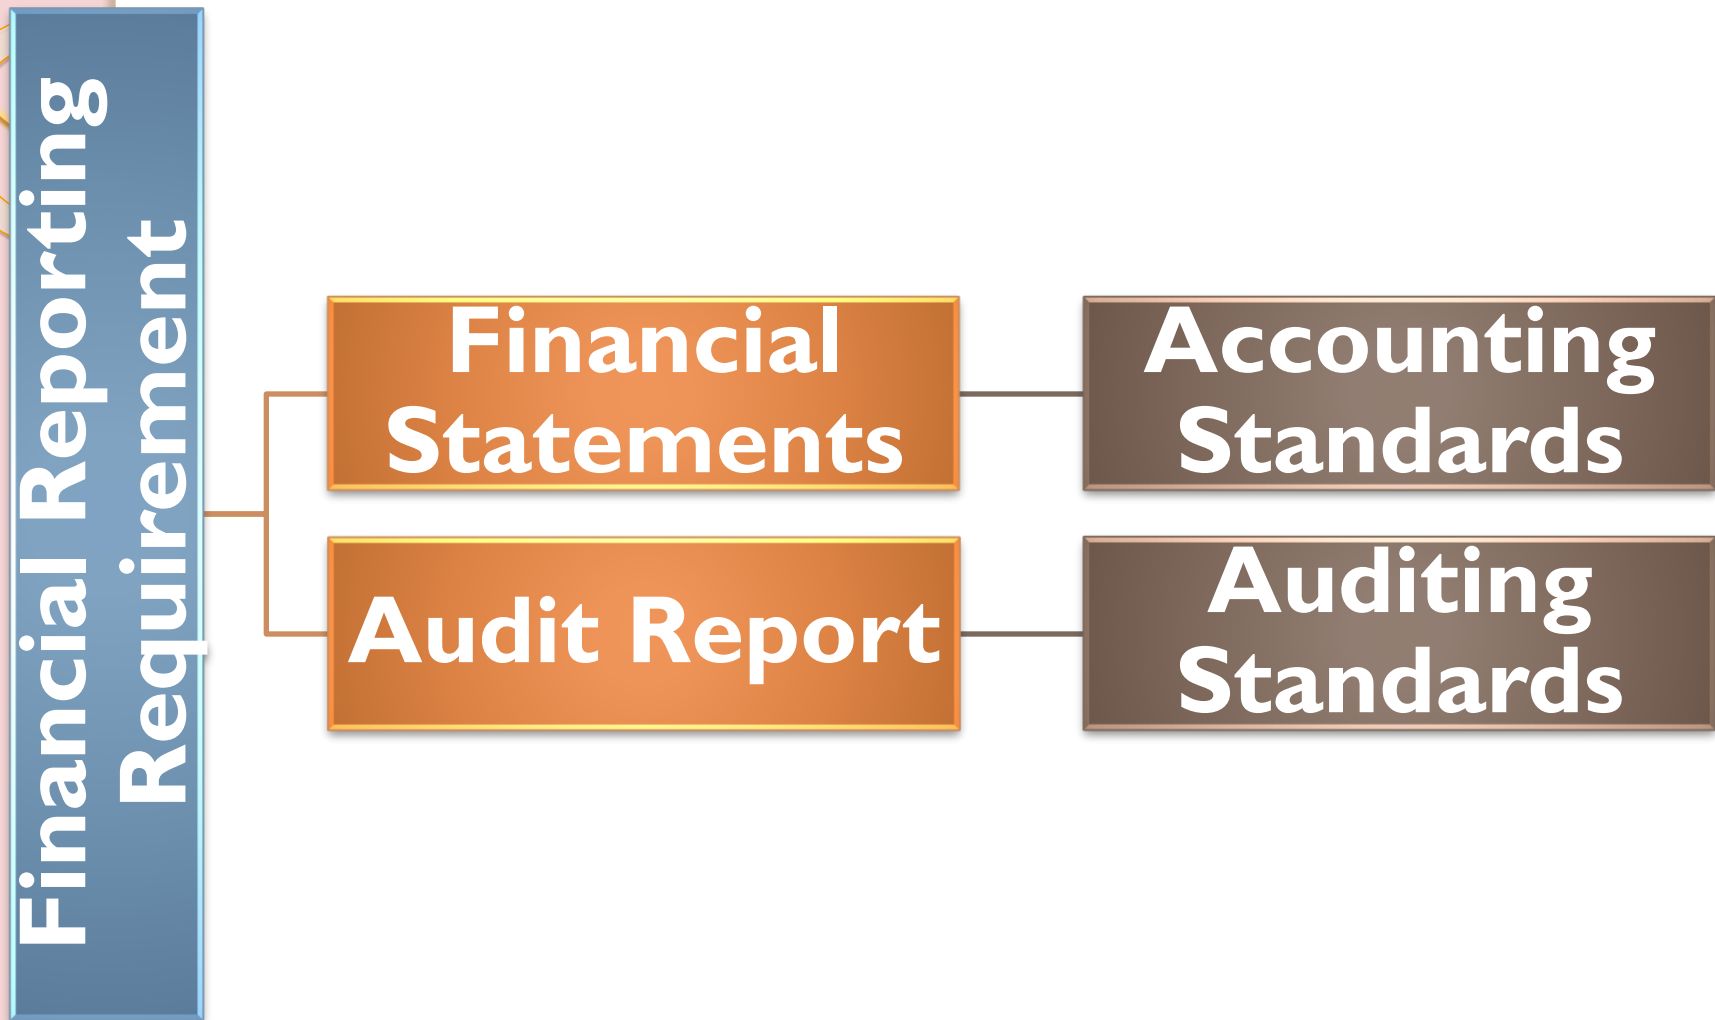 Financial Reporting
Requirement
Financial
Statements
Accounting
Standards
Audit Report
Auditing
Standards